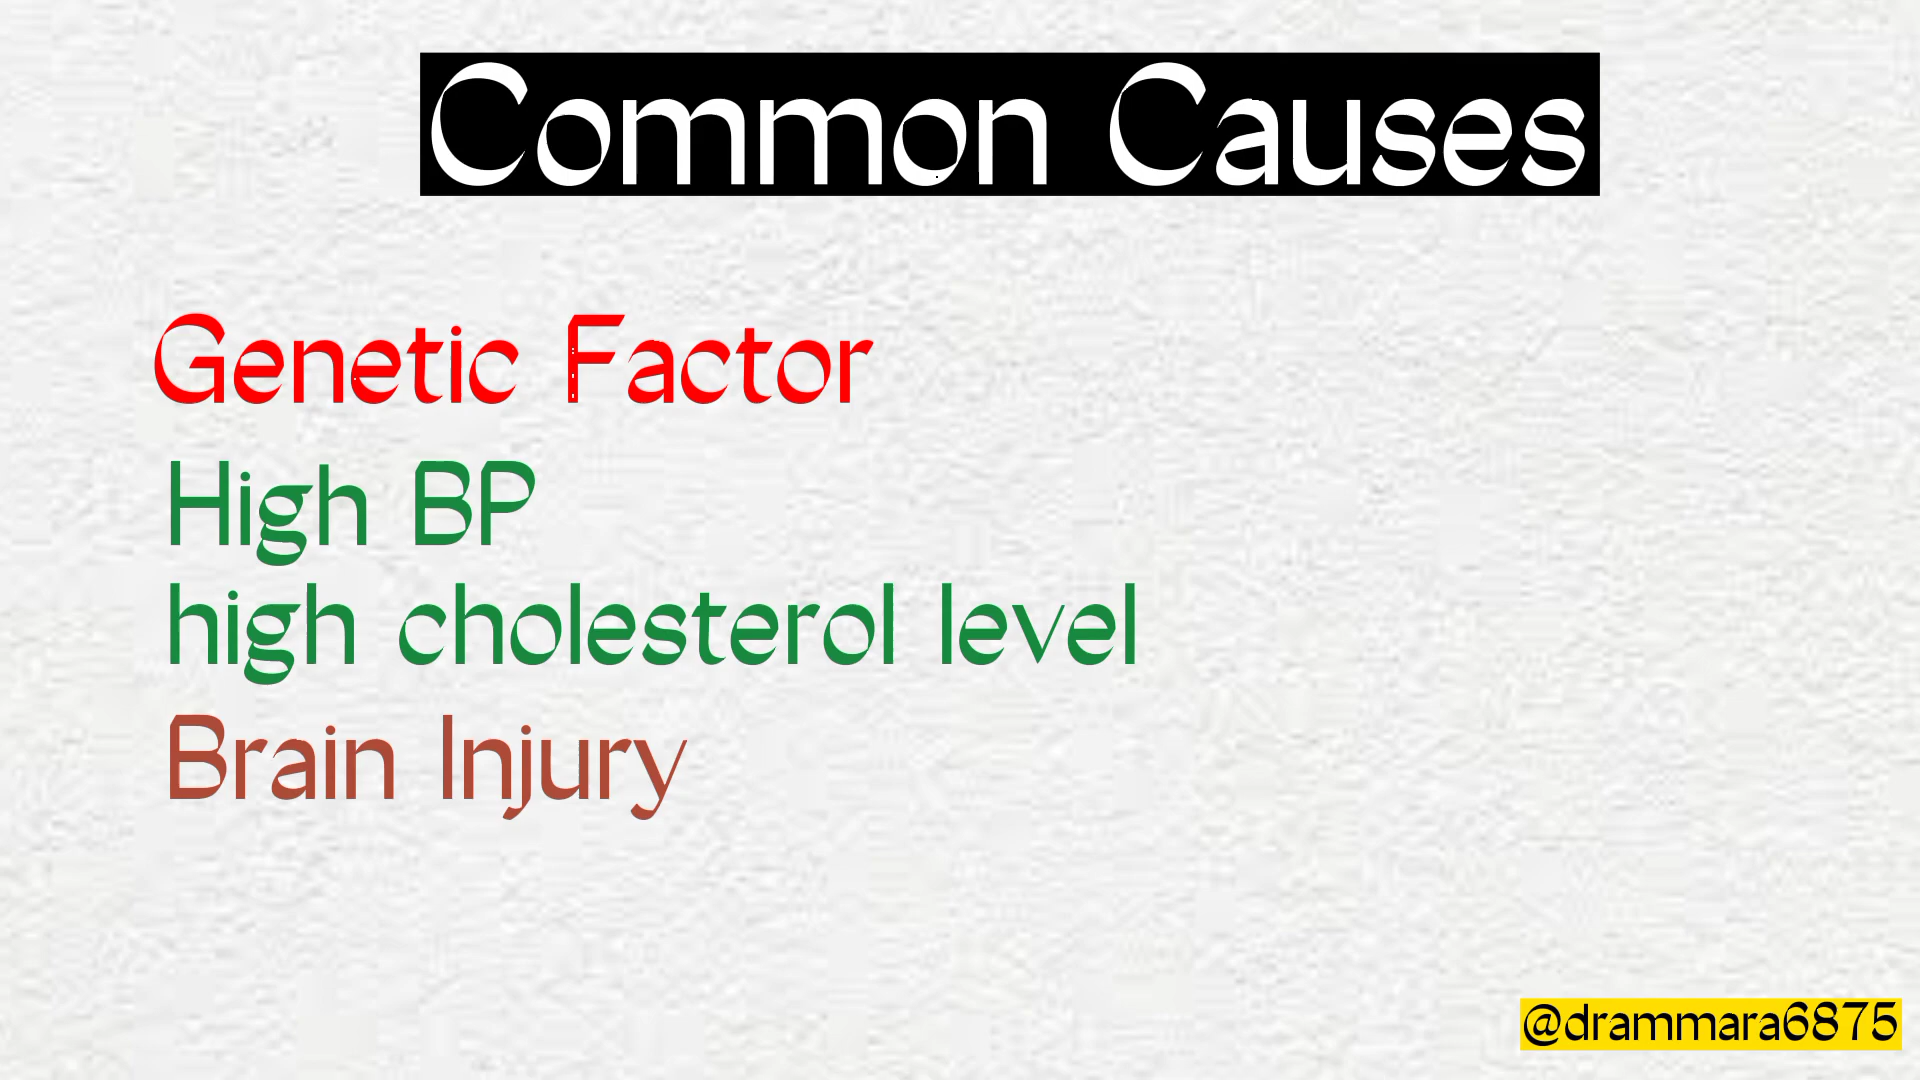 Common Causes
Genetic Factor
High BP
high cholesterol level
Brain Injury
@drammara6875